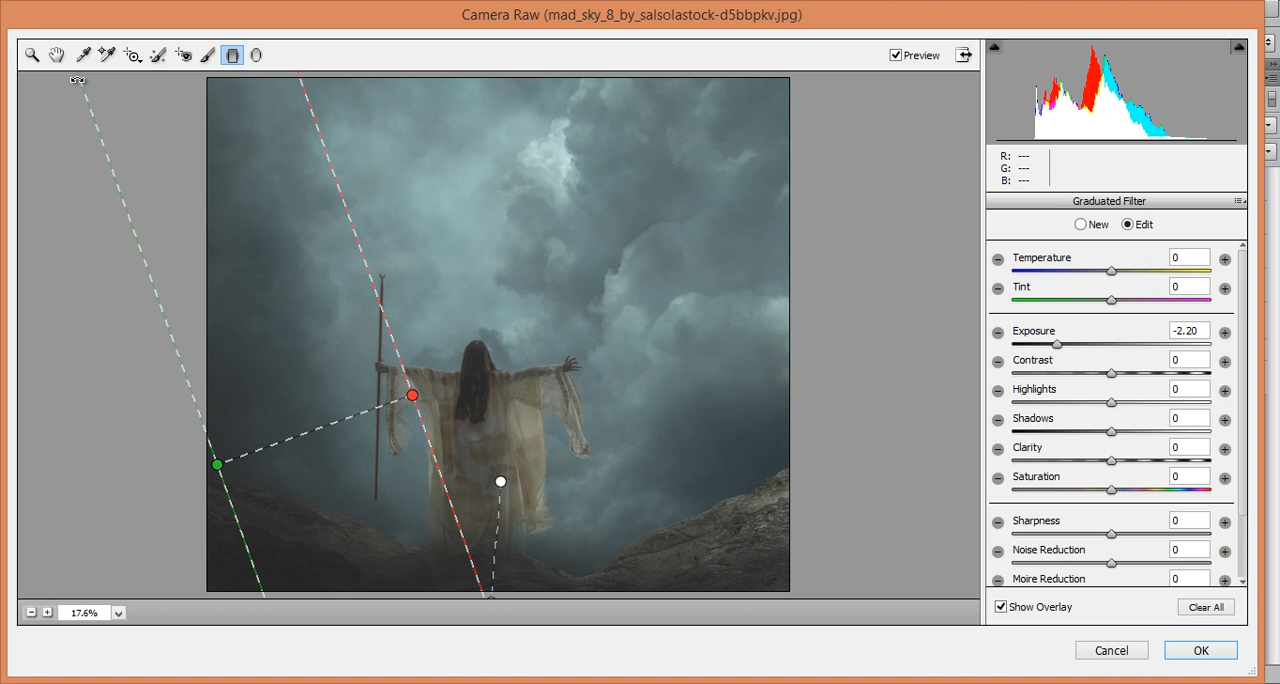 Camera Raw (mad_sky_8_by_salsolastock-d5bbpkv.jpg)
Preview
R: ---
G: ---
B: ---
Graduated Filter
New Edit
Temperature 0
Tint 0
Exposure -2.20
Contrast 0
Highlights 0
Shadows 0
Clarity 0
Saturation 0
Sharpness 0
Noise Reduction 0
Moire Reduction 0
17.6%
Show Overlay Clear All
Cancel OK